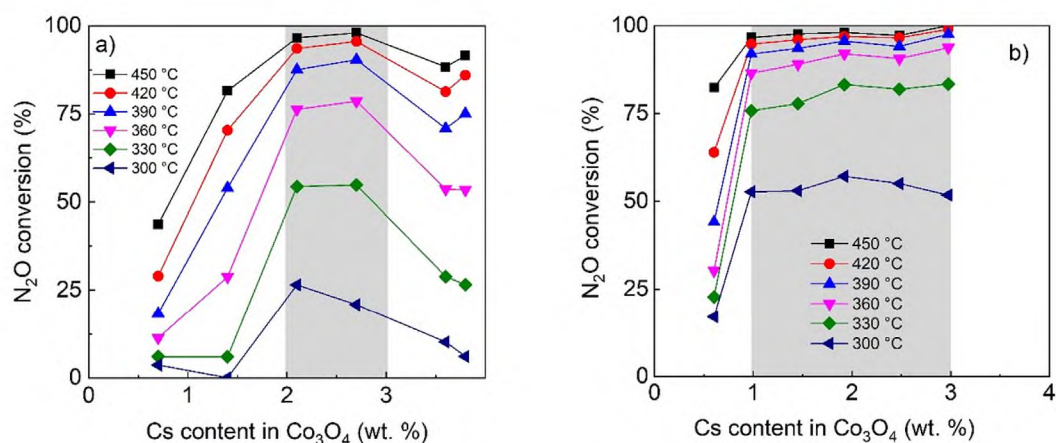 a)
450 °C
420 °C
390 °C
360 °C
330 °C
300 °C
100
75
50
25
0
N₂O conversion (%)
0 1 2 3
Cs content in Co₃O₄ (wt. %)
b)
450 °C
420 °C
390 °C
360 °C
330 °C
300 °C
100
75
50
25
0
N₂O conversion (%)
0 1 2 3 4
Cs content in Co₃O₄ (wt. %)